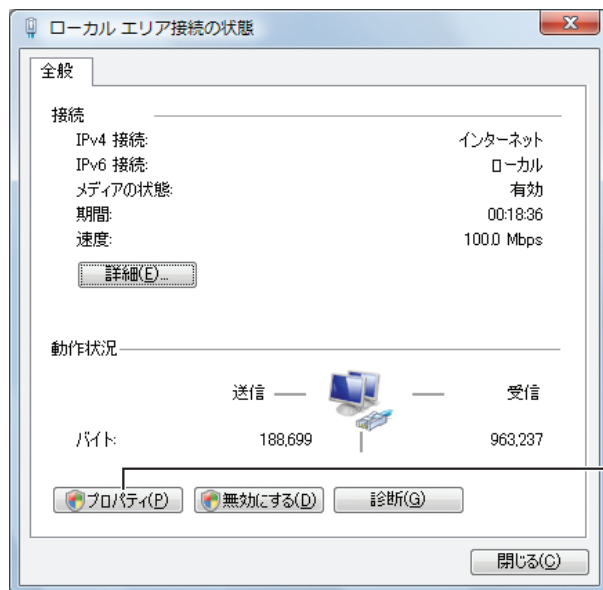 ローカル エリア接続の状態
全般
接続
IPv4 接続: インターネット
IPv6 接続: ローカル
メディアの状態: 有効
期間: 00:18:36
速度: 100.0 Mbps
詳細(E)...
動作状況
送信 受信
バイト: 188,699 963,237
プロパティ(P) 無効にする(D) 診断(G)
閉じる(C)